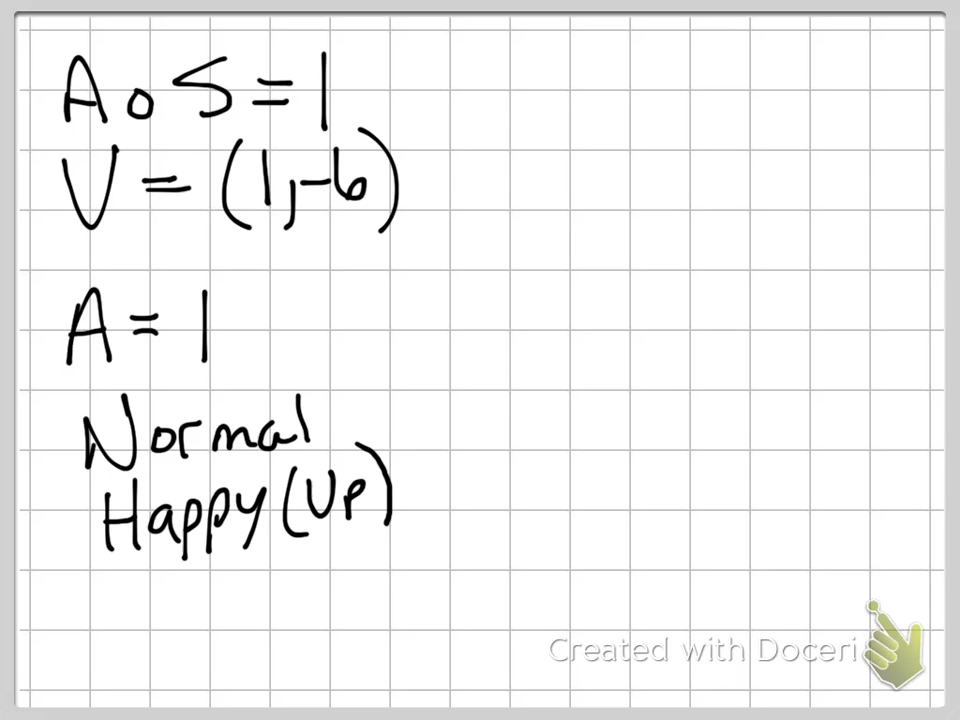 AoS = 1
V = (1,-6)
A = 1
Normal
Happy (Up)
Created with Doceri